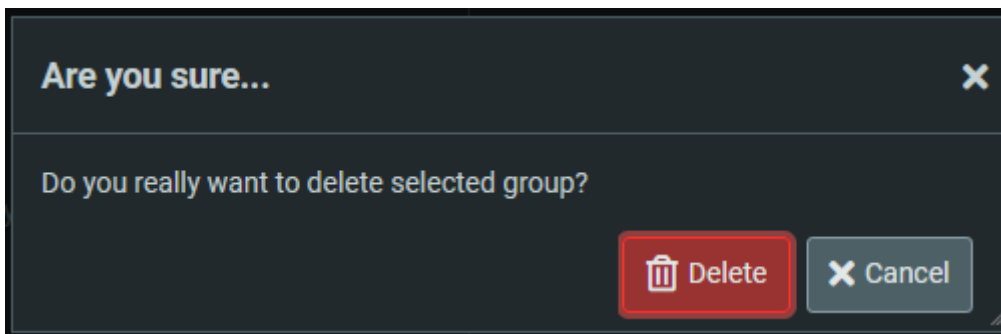 Are you sure...
Do you really want to delete selected group?
Delete
Cancel